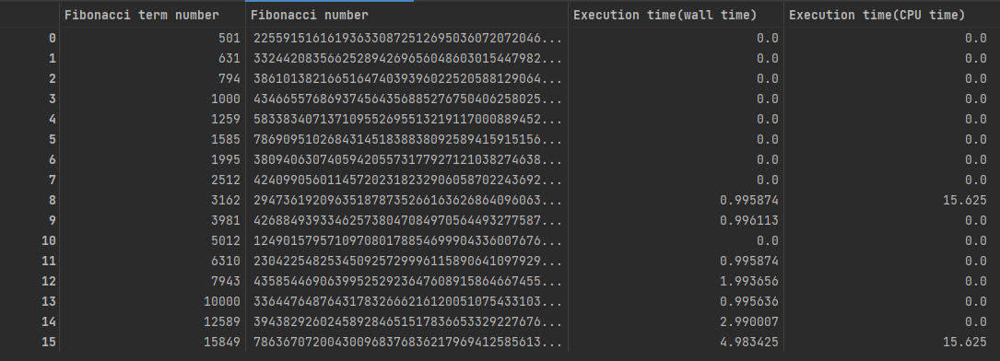 Fibonacci term number Fibonacci number Execution time(wall time) Execution time(CPU time)
0 501 225591516161936330872512695036072072046... 0.0 0.0
1 631 332442083566252894269656048603015447982... 0.0 0.0
2 794 386101382166516474039396022520588129064... 0.0 0.0
3 1000 434665576869374564356885276750406258025... 0.0 0.0
4 1259 583383407137109552695513219117000889452... 0.0 0.0
5 1585 786909510268431451838838092589415915156... 0.0 0.0
6 1995 380940630740594205573177927121038274638... 0.0 0.0
7 2512 424099056011457202318232906058702243692... 0.0 0.0
8 3162 294736192096351878735266163626864096063... 0.995874 15.625
9 3981 426884939334625738047084970564493277587... 0.996113 0.0
10 5012 124901579571097080178854699904336007676... 0.0 0.0
11 6310 230422548253450925729996115890641097929... 0.995874 0.0
12 7943 435854469063995252923647608915864667455... 1.993656 0.0
13 10000 336447648764317832666216120051075433103... 0.995636 0.0
14 12589 394382926024589284651517836653329227676... 2.990007 0.0
15 15849 786367072004300968376836217969412585613... 4.983425 15.625